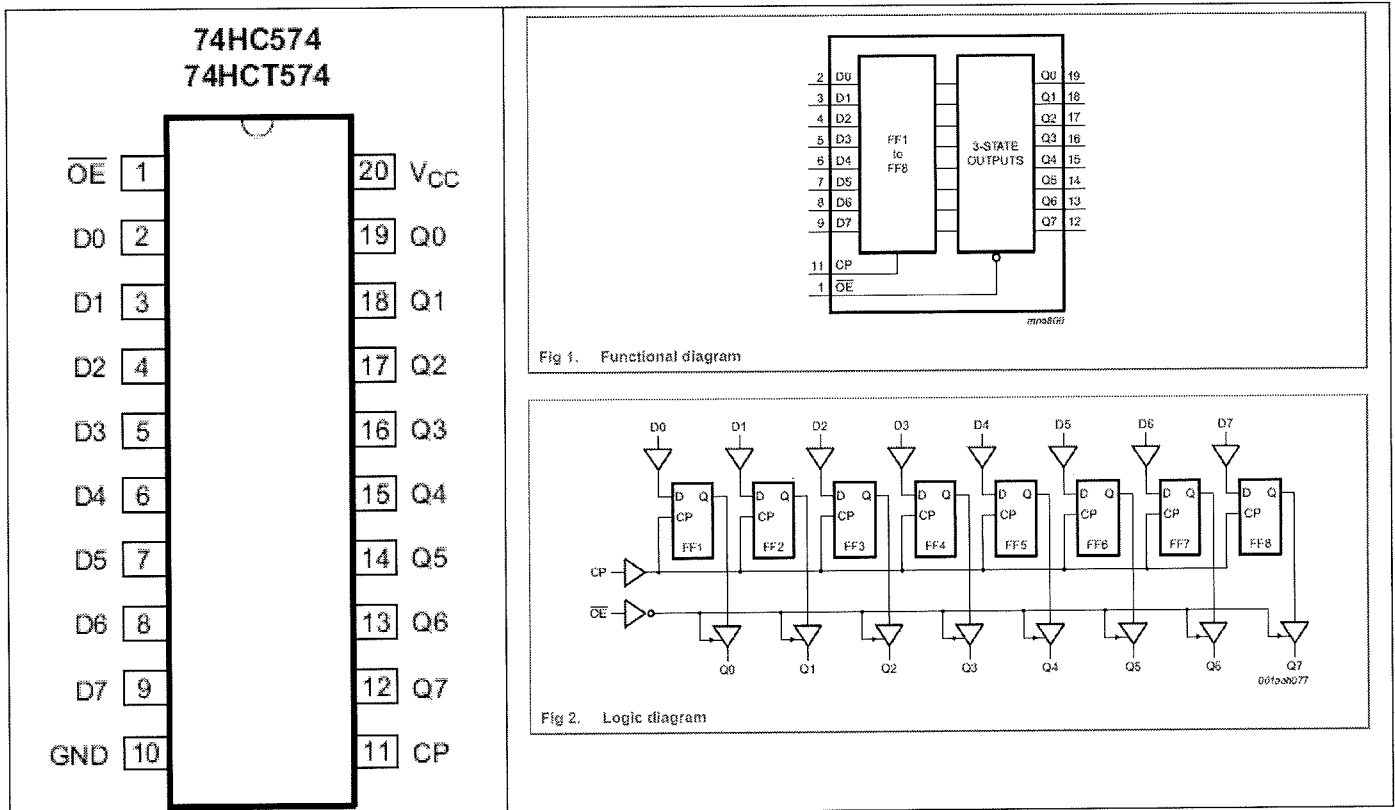 74HC574
74HCT574
OE 1
20 VCC
D0 2
19 Q0
D1 3
18 Q1
D2 4
17 Q2
D3 5
16 Q3
D4 6
15 Q4
D5 7
14 Q5
D6 8
13 Q6
D7 9
12 Q7
GND 10
11 CP
2 D0
Q0 19
3 D1
Q1 18
4 D2
Q2 17
5 D3
Q3 16
6 D4
Q4 15
7 D5
Q5 14
8 D6
Q6 13
9 D7
Q7 12
FF1
to
FF8
3-STATE
OUTPUTS
11 CP
1 OE
mna800
Fig 1. Functional diagram
D0 D1 D2 D3 D4 D5 D6 D7
D Q D Q D Q D Q D Q D Q D Q D Q
CP CP CP CP CP CP CP CP
FF1 FF2 FF3 FF4 FF5 FF6 FF7 FF8
CP
OE
Q0 Q1 Q2 Q3 Q4 Q5 Q6 Q7
001aah077
Fig 2. Logic diagram